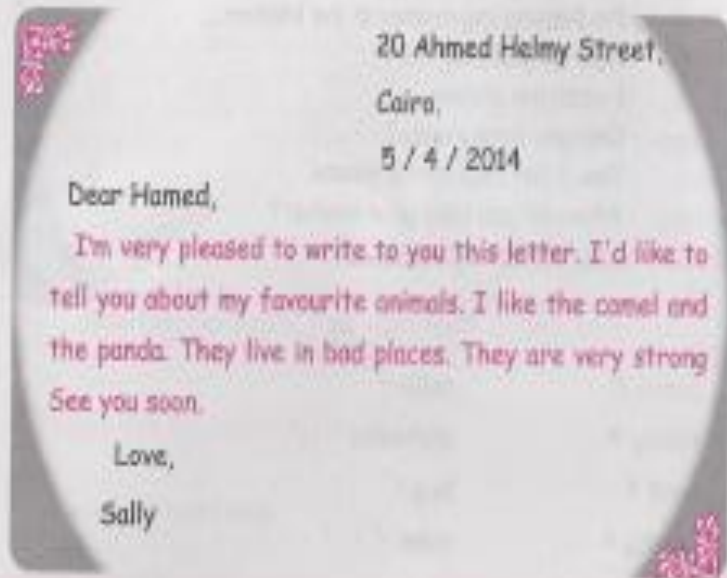 20 Ahmed Helmy Street,
Cairo,
5 / 4 / 2014
Dear Hamed,
I'm very pleased to write to you this letter. I'd like to
tell you about my favourite animals. I like the camel and
the panda. They live in bad places. They are very strong
See you soon.
Love,
Sally